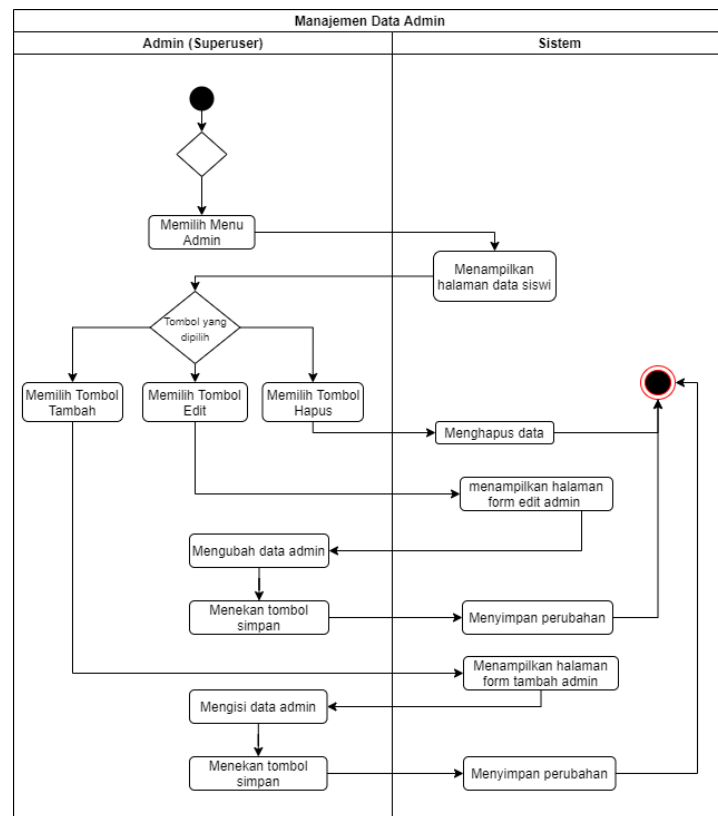 Manajemen Data Admin
Admin (Superuser)
Sistem
Memilih Menu
Admin
Menampilkan
halaman data siswi
Tombol yang
dipilih
Memilih Tombol
Tambah
Memilih Tombol
Edit
Memilih Tombol
Hapus
Menghapus data
menampilkan halaman
form edit admin
Mengubah data admin
Menekan tombol
simpan
Menyimpan perubahan
Menampilkan halaman
form tambah admin
Mengisi data admin
Menekan tombol
simpan
Menyimpan perubahan